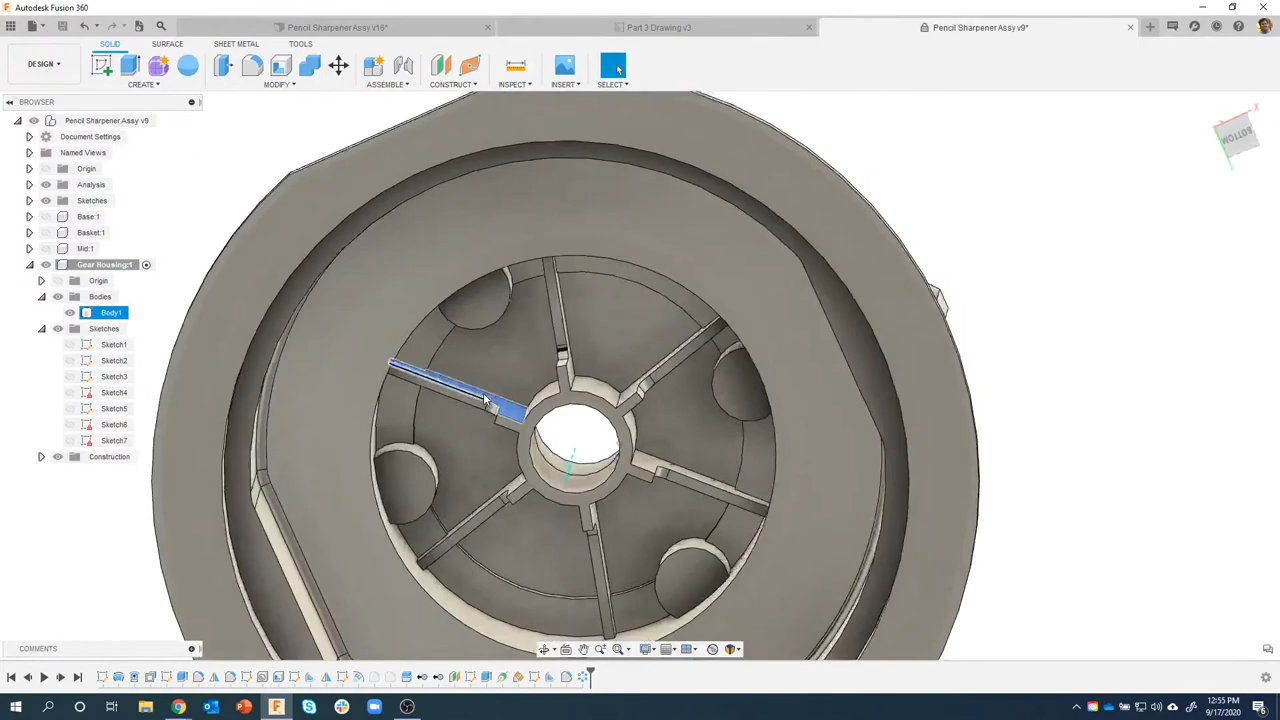 Autodesk Fusion 360
Pencil Sharpener Assy v16*
Part 3 Drawing v3
Pencil Sharpener Assy v9*
SOLID
SURFACE
SHEET METAL
TOOLS
DESIGN
CREATE
MODIFY
ASSEMBLE
CONSTRUCT
INSPECT
INSERT
SELECT
BROWSER
Pencil Sharpener Assy v9
Document Settings
Named Views
Origin
Analysis
Sketches
Base:1
Basket:1
Mid:1
Gear Housing:1
Origin
Bodies
Body1
Sketches
Sketch1
Sketch2
Sketch3
Sketch4
Sketch5
Sketch6
Sketch7
Construction
BOTTOM
X
COMMENTS
12:55 PM
9/17/2020
6